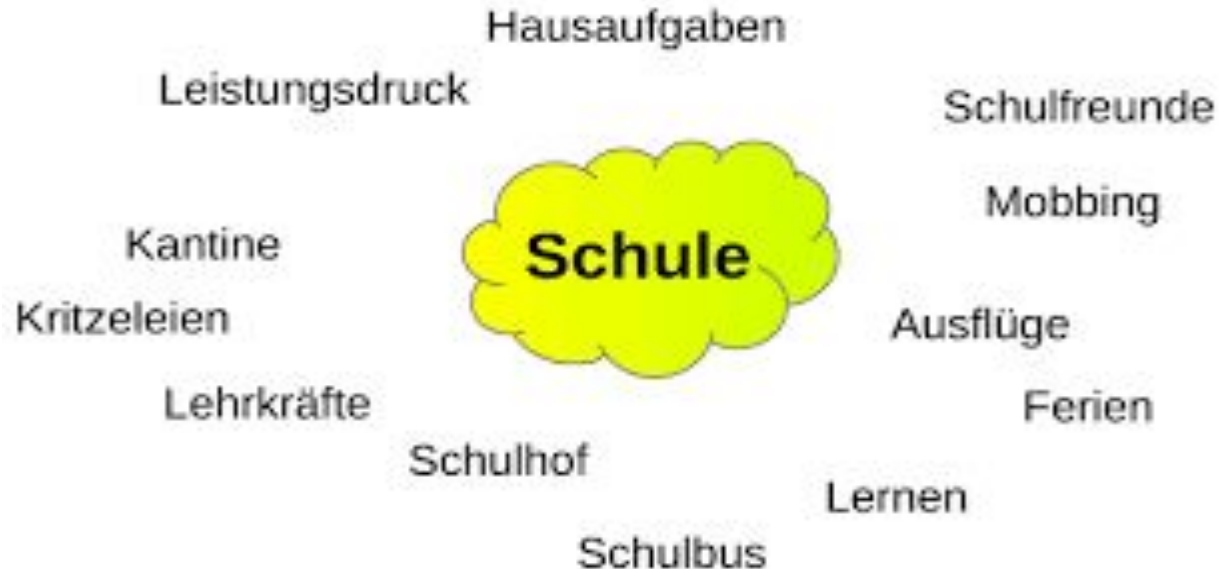 Hausaufgaben
Leistungsdruck
Schulfreunde
Mobbing
Kantine
Schule
Kritzeleien
Ausflüge
Lehrkräfte
Ferien
Schulhof
Lernen
Schulbus